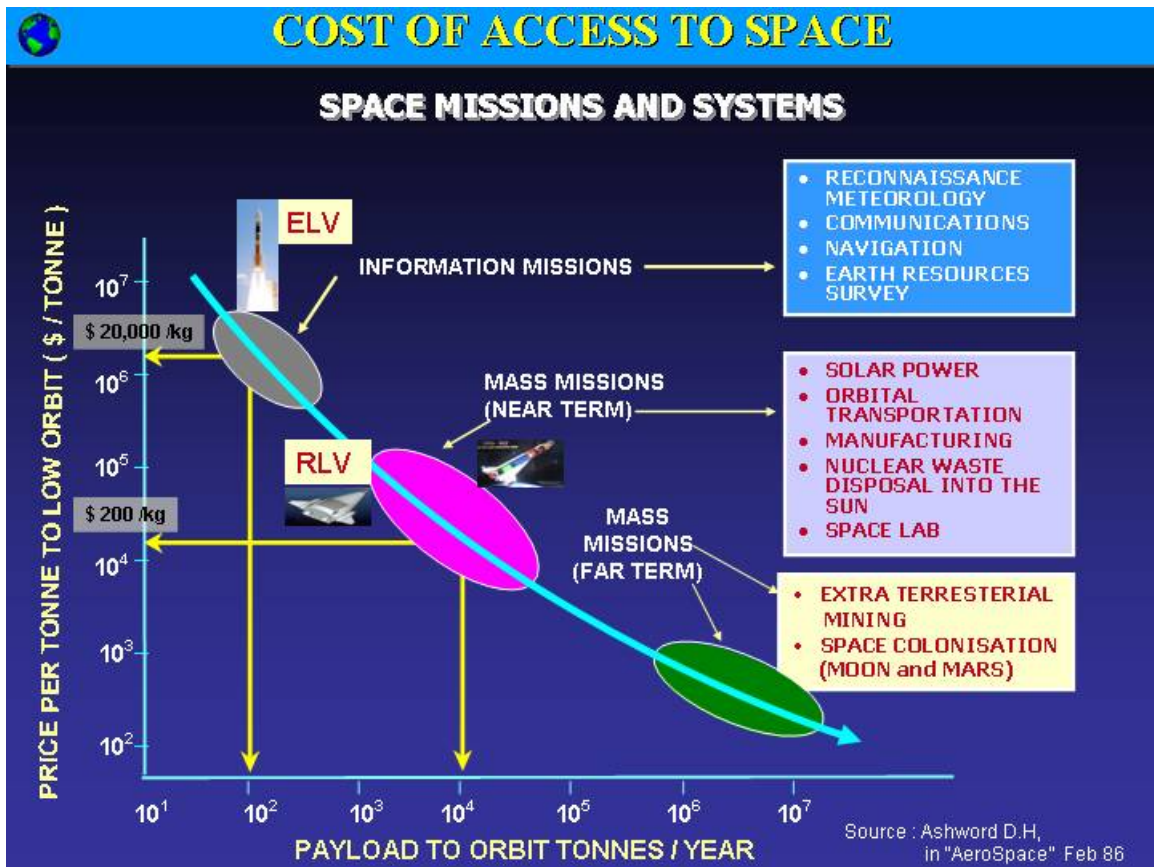 COST OF ACCESS TO SPACE
SPACE MISSIONS AND SYSTEMS
PRICE PER TONNE TO LOW ORBIT ( $ / TONNE )
10⁷
$ 20,000 /kg
10⁶
10⁵
$ 200 /kg
10⁴
10³
10²
ELV
INFORMATION MISSIONS
• RECONNAISSANCE
METEOROLOGY
• COMMUNICATIONS
• NAVIGATION
• EARTH RESOURCES
SURVEY
MASS MISSIONS
(NEAR TERM)
• SOLAR POWER
• ORBITAL
TRANSPORTATION
• MANUFACTURING
• NUCLEAR WASTE
DISPOSAL INTO THE
SUN
• SPACE LAB
RLV
MASS
MISSIONS
(FAR TERM)
• EXTRA TERRESTERIAL
MINING
• SPACE COLONISATION
(MOON and MARS)
10¹ 10² 10³ 10⁴ 10⁵ 10⁶ 10⁷
PAYLOAD TO ORBIT TONNES / YEAR
Source : Ashword D.H,
in "AeroSpace" Feb 86